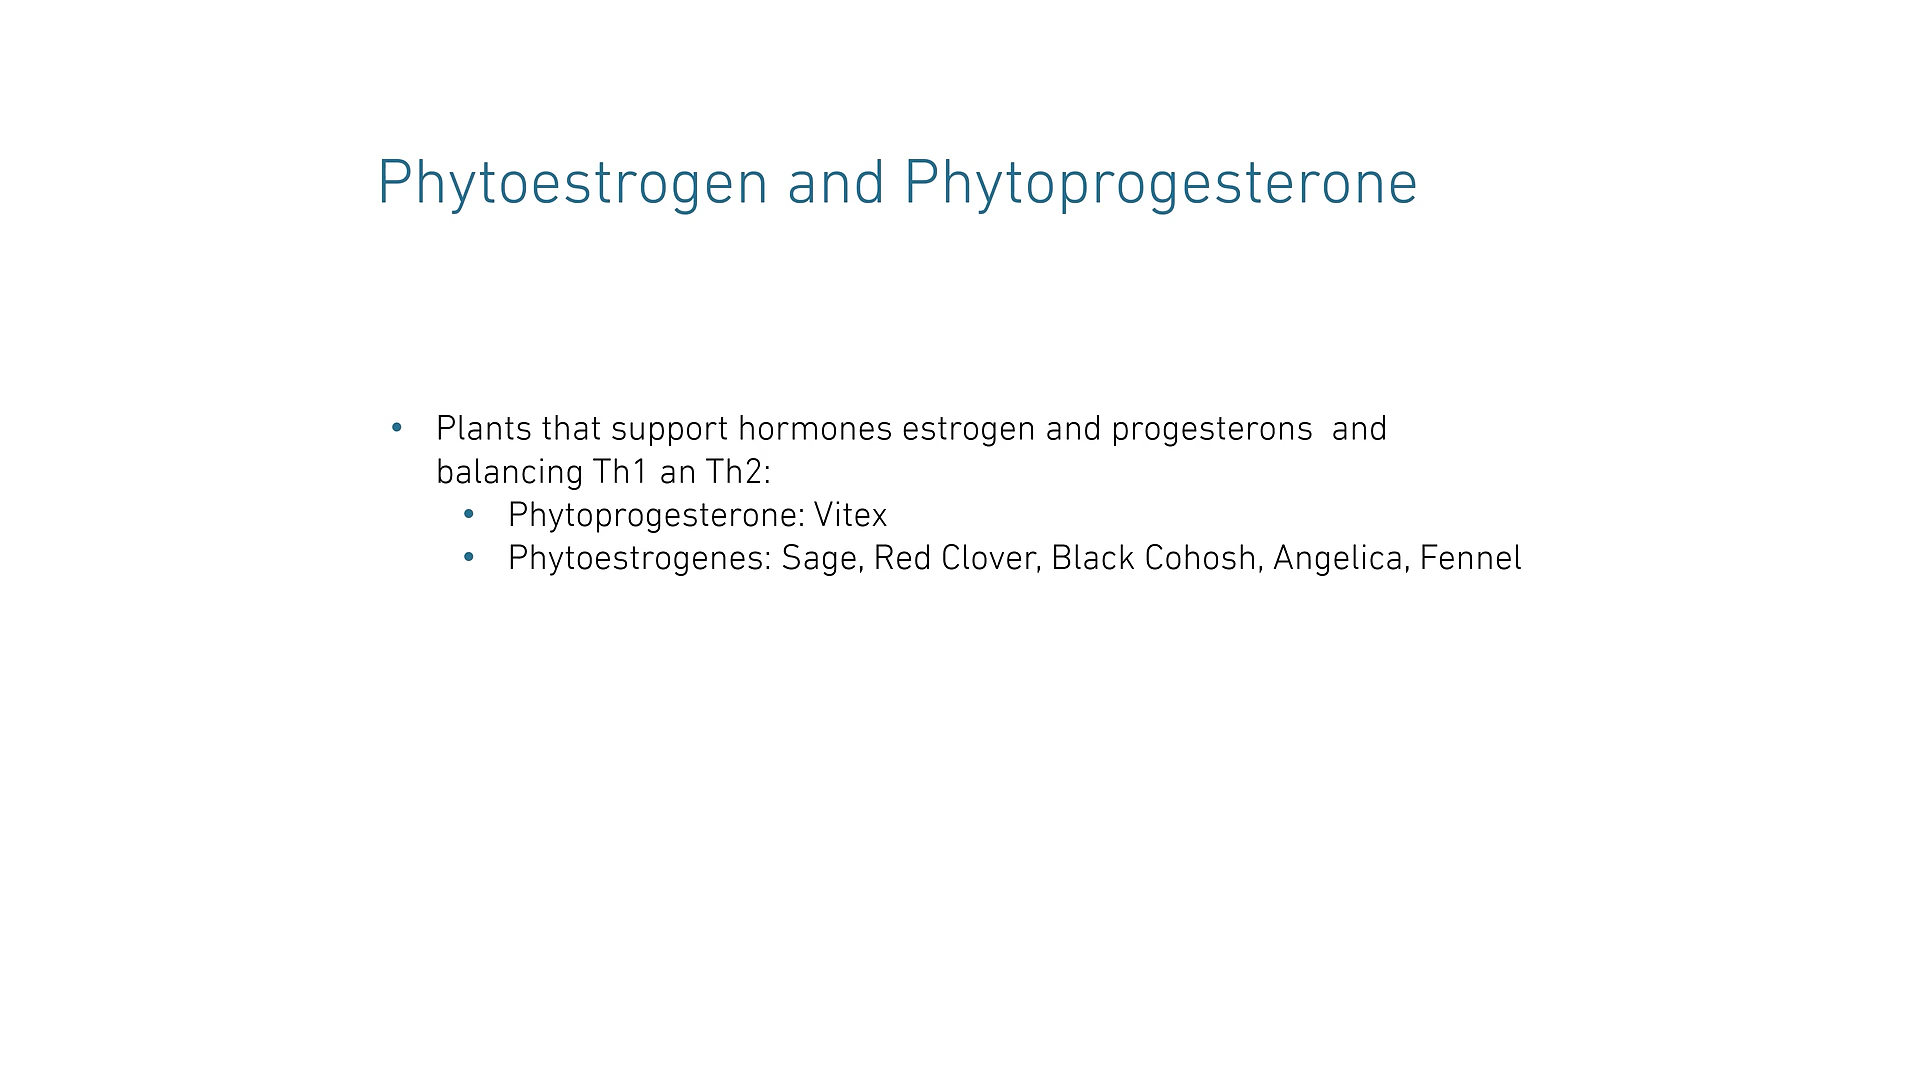 Phytoestrogen and Phytoprogesterone
• Plants that support hormones estrogen and progesterons  and
balancing Th1 an Th2:
• Phytoprogesterone: Vitex
• Phytoestrogenes: Sage, Red Clover, Black Cohosh, Angelica, Fennel